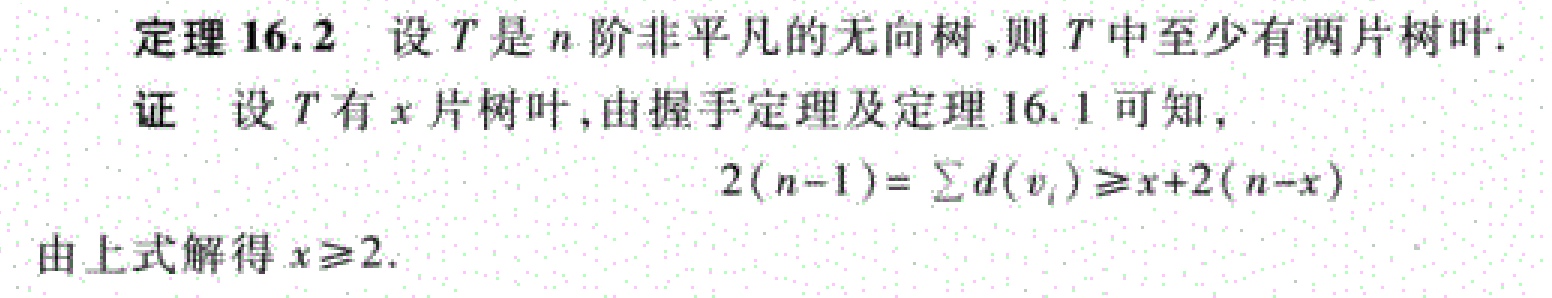 定理 16.2 设 T 是 n 阶非平凡的无向树,则 T 中至少有两片树叶.
证 设 T 有 x 片树叶,由握手定理及定理 16.1 可知,
2(n-1)= ∑d(vᵢ)≥x+2(n-x)
由上式解得 x≥2.